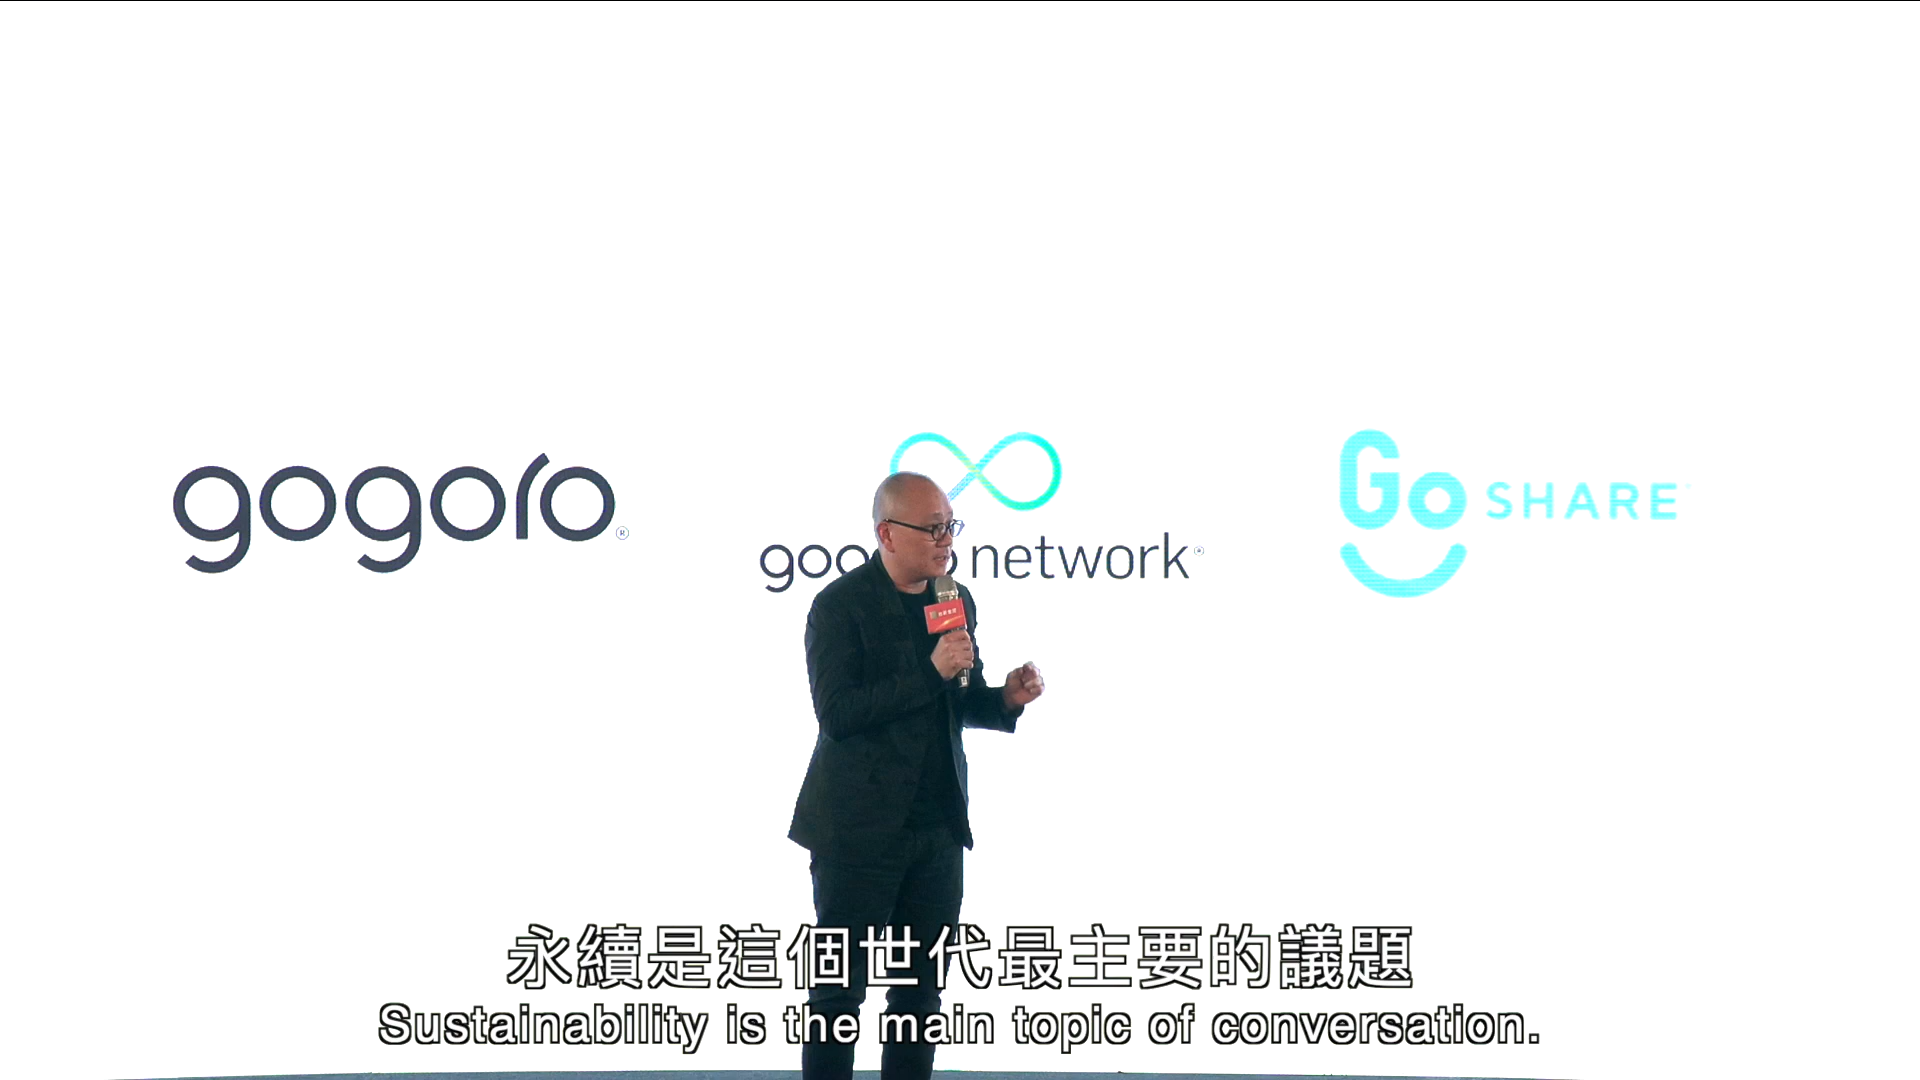 gogoro®
gogoro network®
Go SHARE
永續是這個世代最主要的議題
Sustainability is the main topic of conversation.